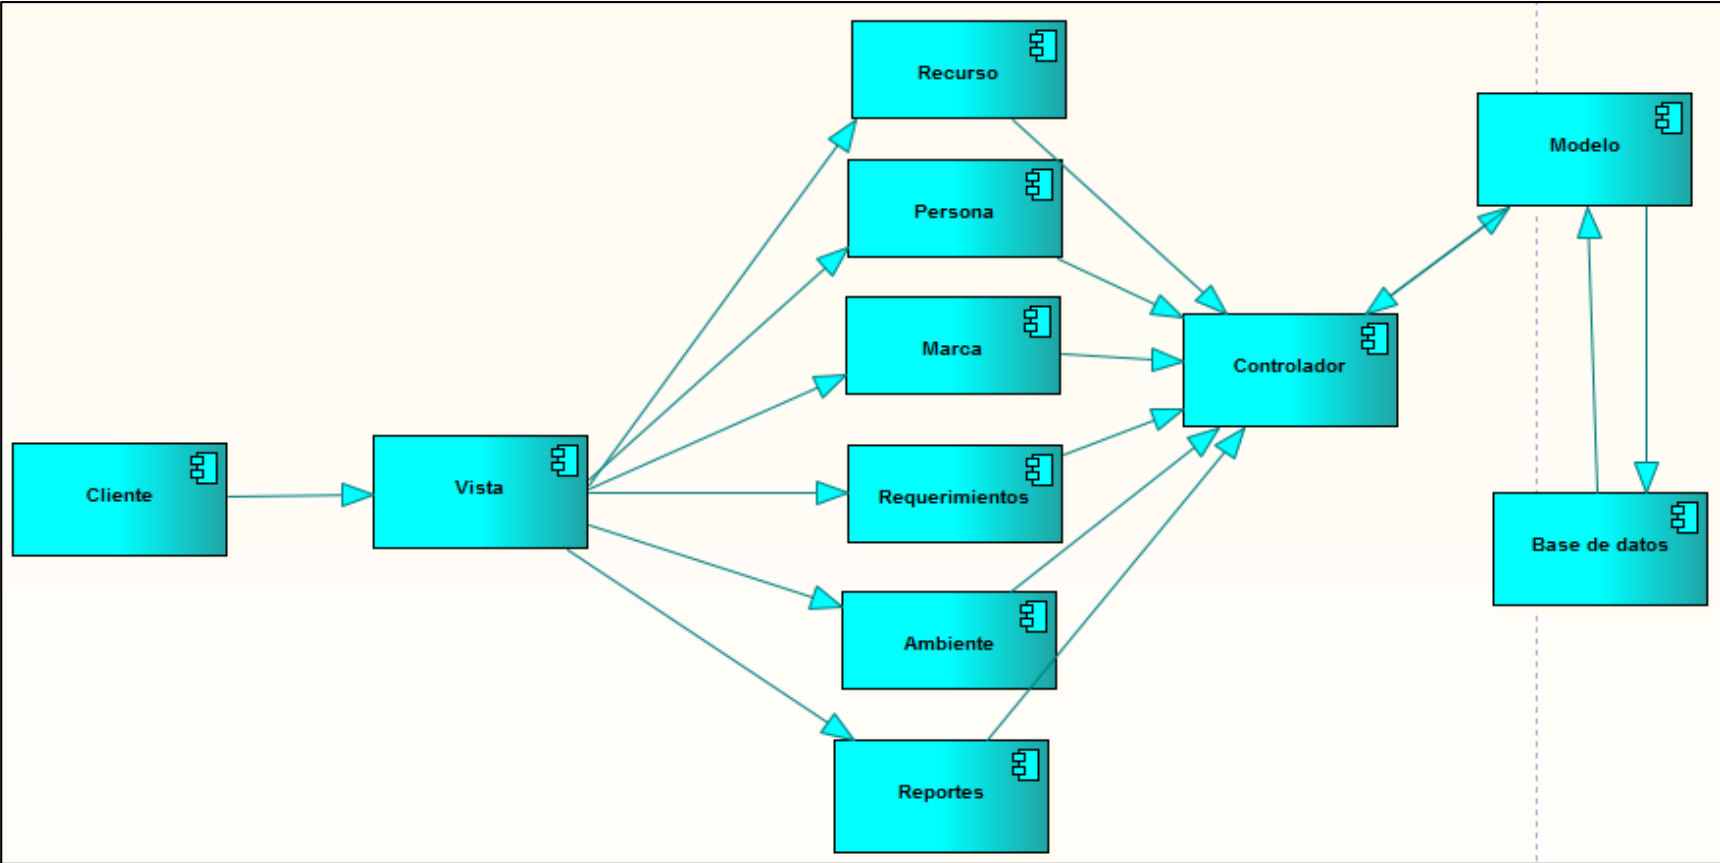 Recurso
Persona
Marca
Requerimientos
Ambiente
Reportes
Cliente
Vista
Controlador
Modelo
Base de datos